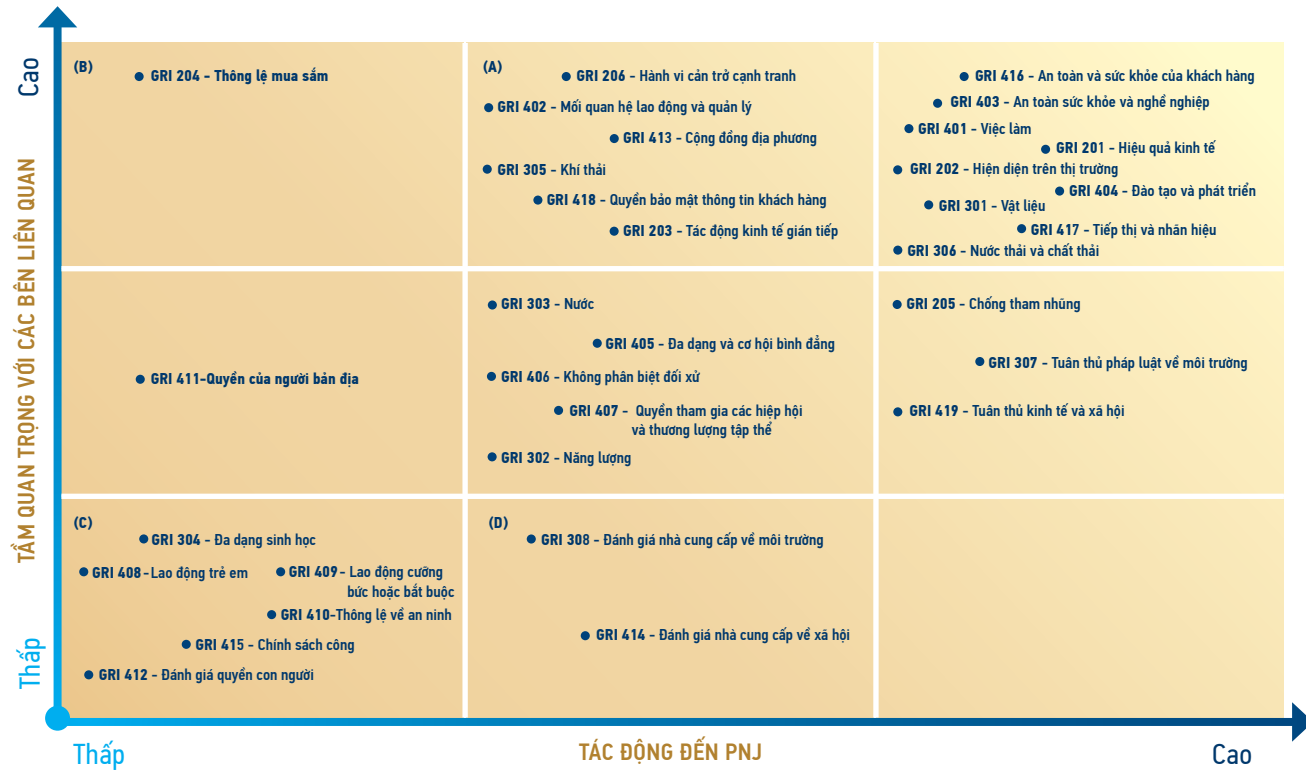 Cao
TẦM QUAN TRỌNG VỚI CÁC BÊN LIÊN QUAN
Thấp
(B)
GRI 204 - Thông lệ mua sắm
(A)
GRI 206 - Hành vi cản trở cạnh tranh
GRI 402 - Mối quan hệ lao động và quản lý
GRI 413 - Cộng đồng địa phương
GRI 305 - Khí thải
GRI 418 - Quyền bảo mật thông tin khách hàng
GRI 203 - Tác động kinh tế gián tiếp
GRI 416 - An toàn và sức khỏe của khách hàng
GRI 403 - An toàn sức khỏe và nghề nghiệp
GRI 401 - Việc làm
GRI 201 - Hiệu quả kinh tế
GRI 202 - Hiện diện trên thị trường
GRI 404 - Đào tạo và phát triển
GRI 301 - Vật liệu
GRI 417 - Tiếp thị và nhãn hiệu
GRI 306 - Nước thải và chất thải
GRI 411-Quyền của người bản địa
GRI 303 - Nước
GRI 405 - Đa dạng và cơ hội bình đẳng
GRI 406 - Không phân biệt đối xử
GRI 407 - Quyền tham gia các hiệp hội
và thương lượng tập thể
GRI 302 - Năng lượng
GRI 205 - Chống tham nhũng
GRI 307 - Tuân thủ pháp luật về môi trường
GRI 419 - Tuân thủ kinh tế và xã hội
(C)
GRI 304 - Đa dạng sinh học
GRI 408 - Lao động trẻ em
GRI 409 - Lao động cưỡng
bức hoặc bắt buộc
GRI 410-Thông lệ về an ninh
GRI 415 - Chính sách công
GRI 412 - Đánh giá quyền con người
(D)
GRI 308 - Đánh giá nhà cung cấp về môi trường
GRI 414 - Đánh giá nhà cung cấp về xã hội
Thấp
TÁC ĐỘNG ĐẾN PNJ
Cao